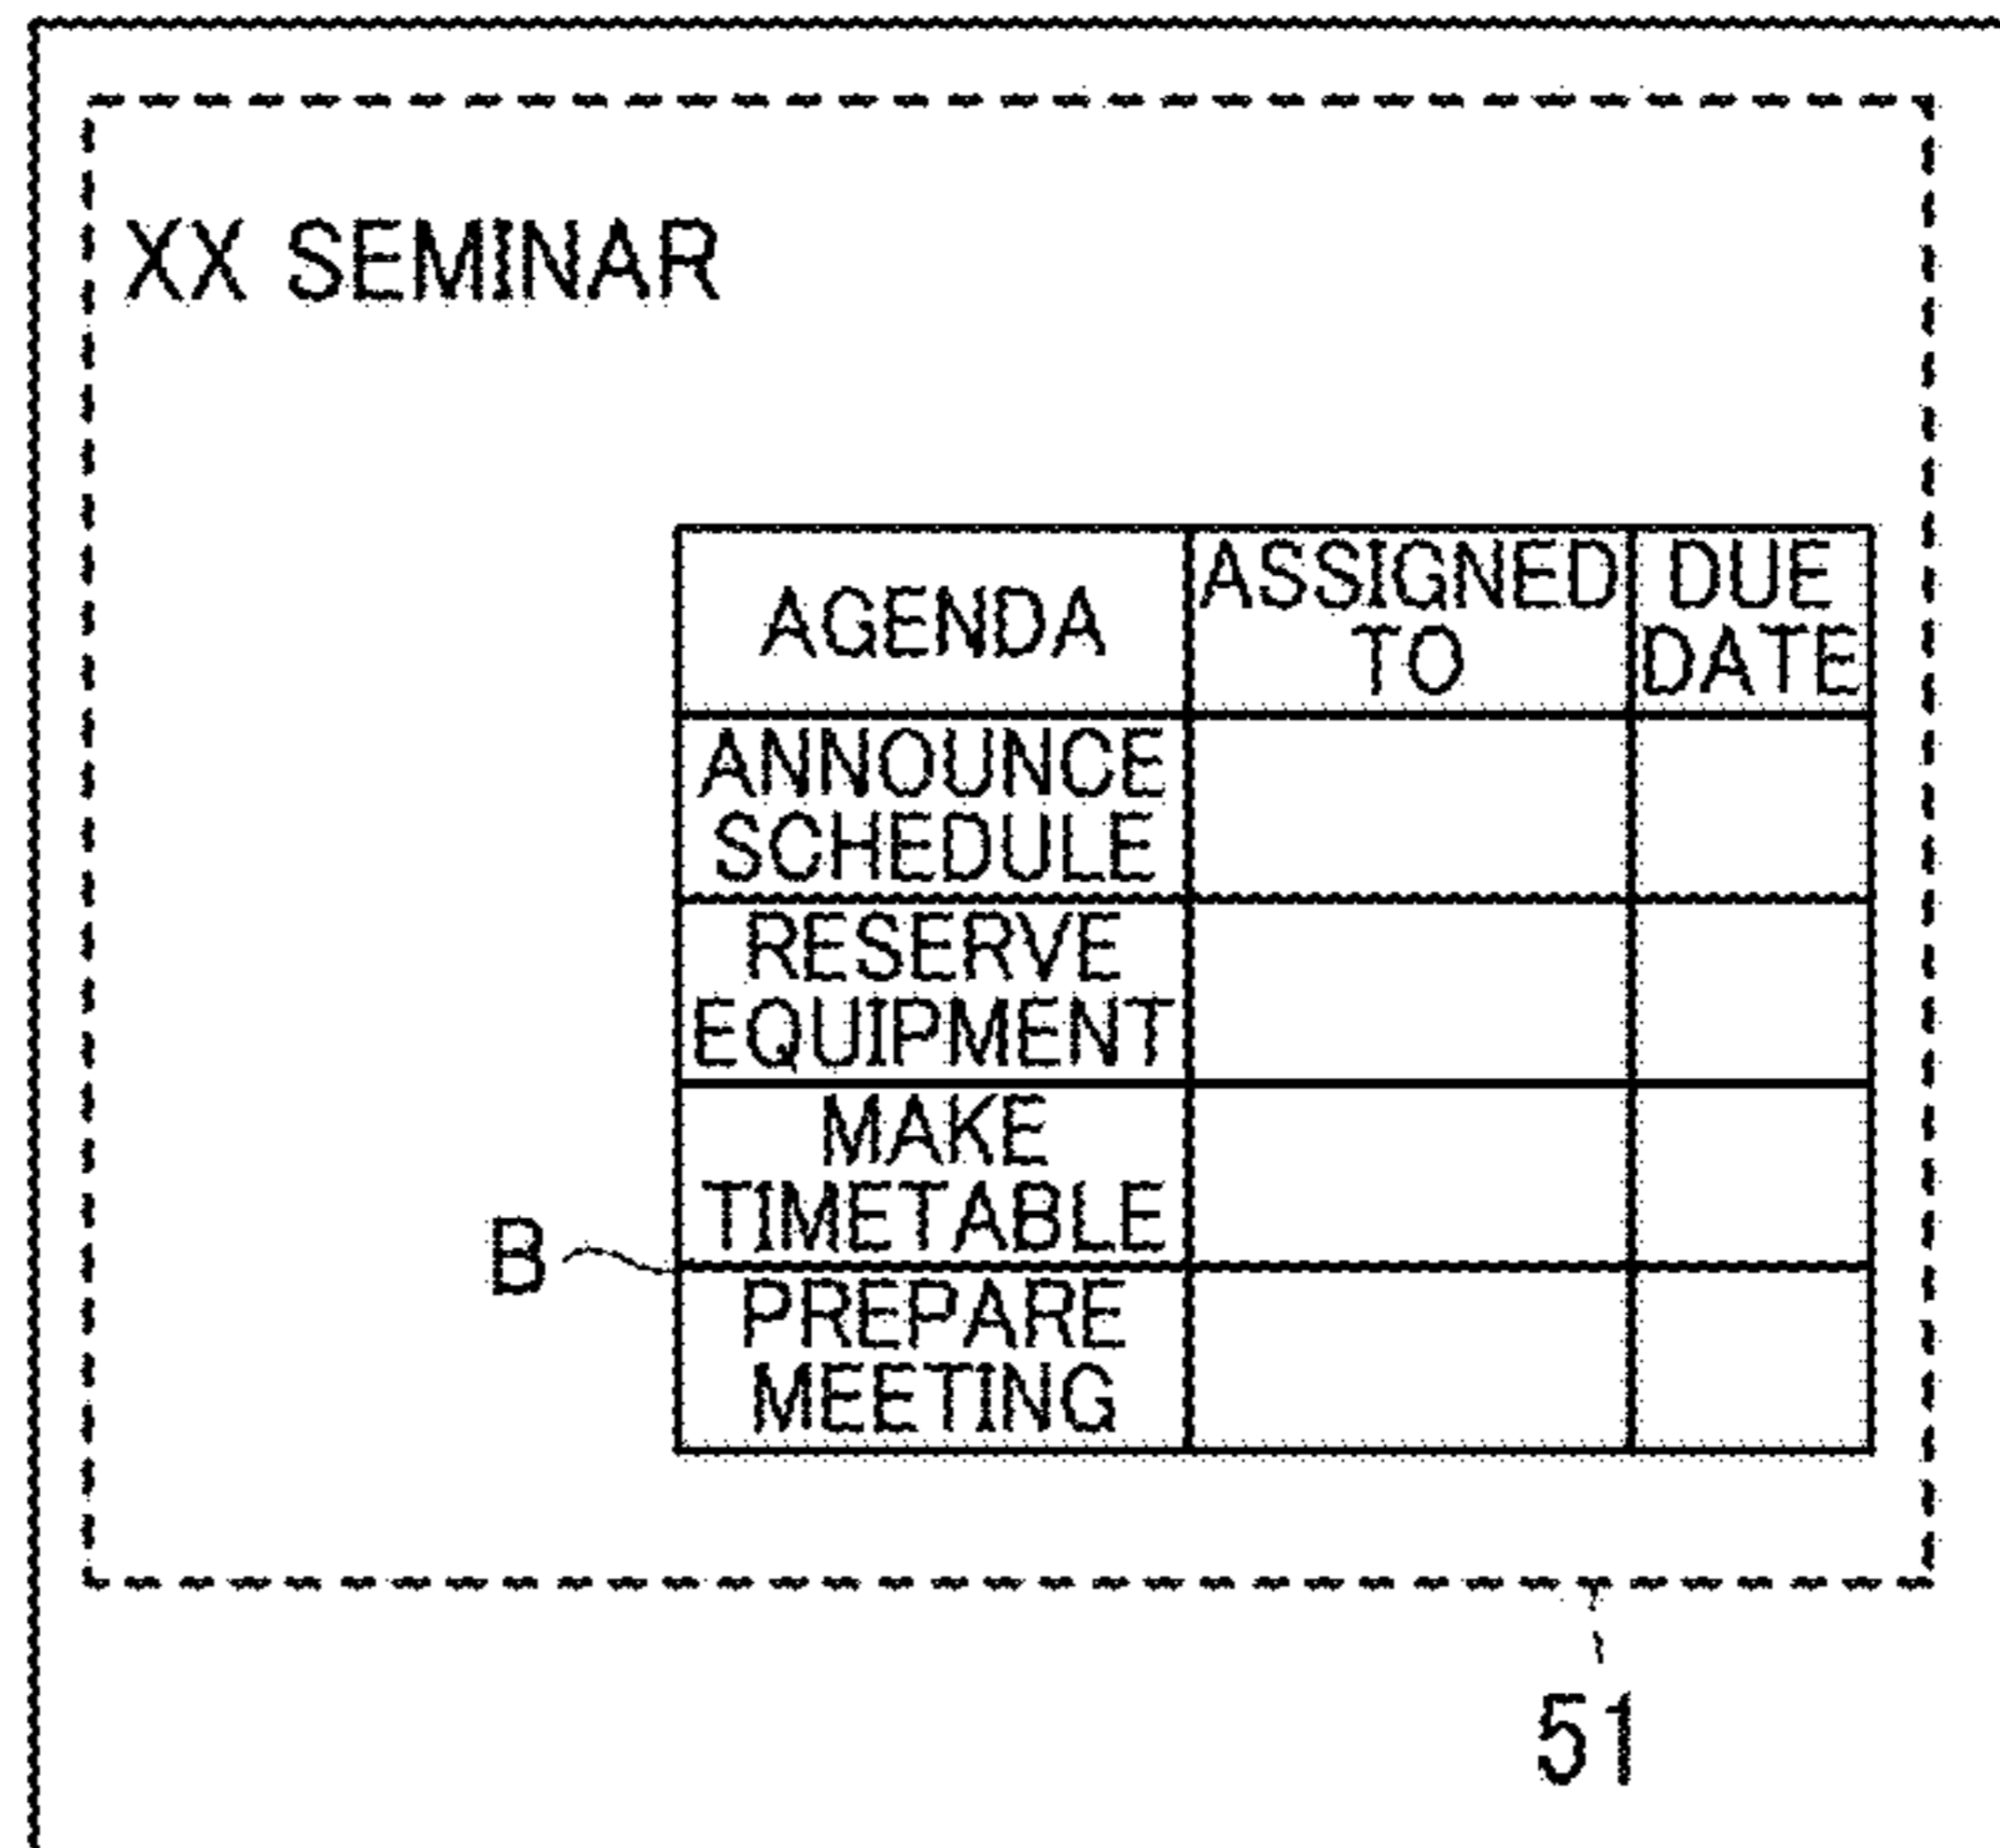 XX SEMINAR
AGENDA
ASSIGNED
TO
DUE
DATE
ANNOUNCE
SCHEDULE
RESERVE
EQUIPMENT
MAKE
TIMETABLE
B
PREPARE
MEETING
51